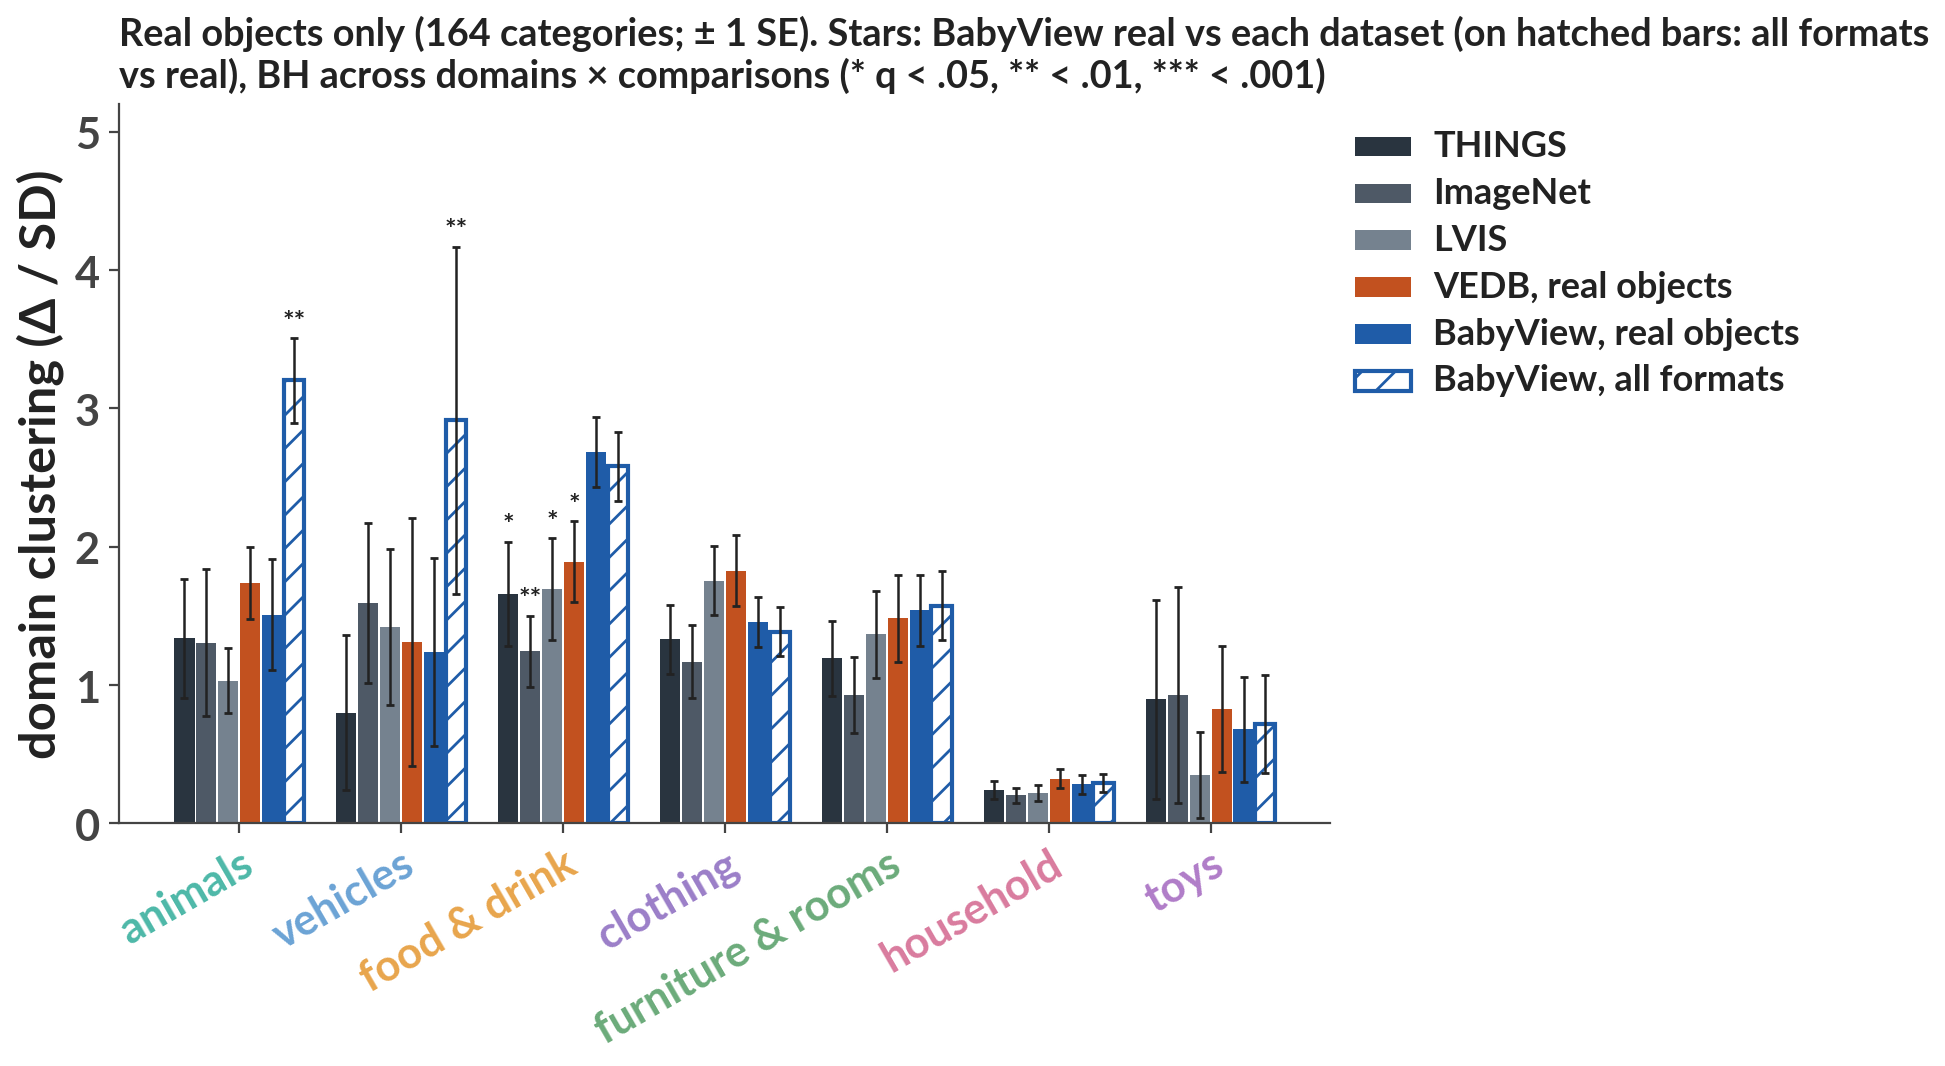 Real objects only (164 categories; ± 1 SE). Stars: BabyView real vs each dataset (on hatched bars: all formats
vs real), BH across domains × comparisons (* q < .05, ** < .01, *** < .001)
domain clustering (Δ / SD)
5
4
3
2
1
0
**
**
*
**
*
*
THINGS
ImageNet
LVIS
VEDB, real objects
BabyView, real objects
BabyView, all formats
animals
vehicles
food & drink
clothing
furniture & rooms
household
toys